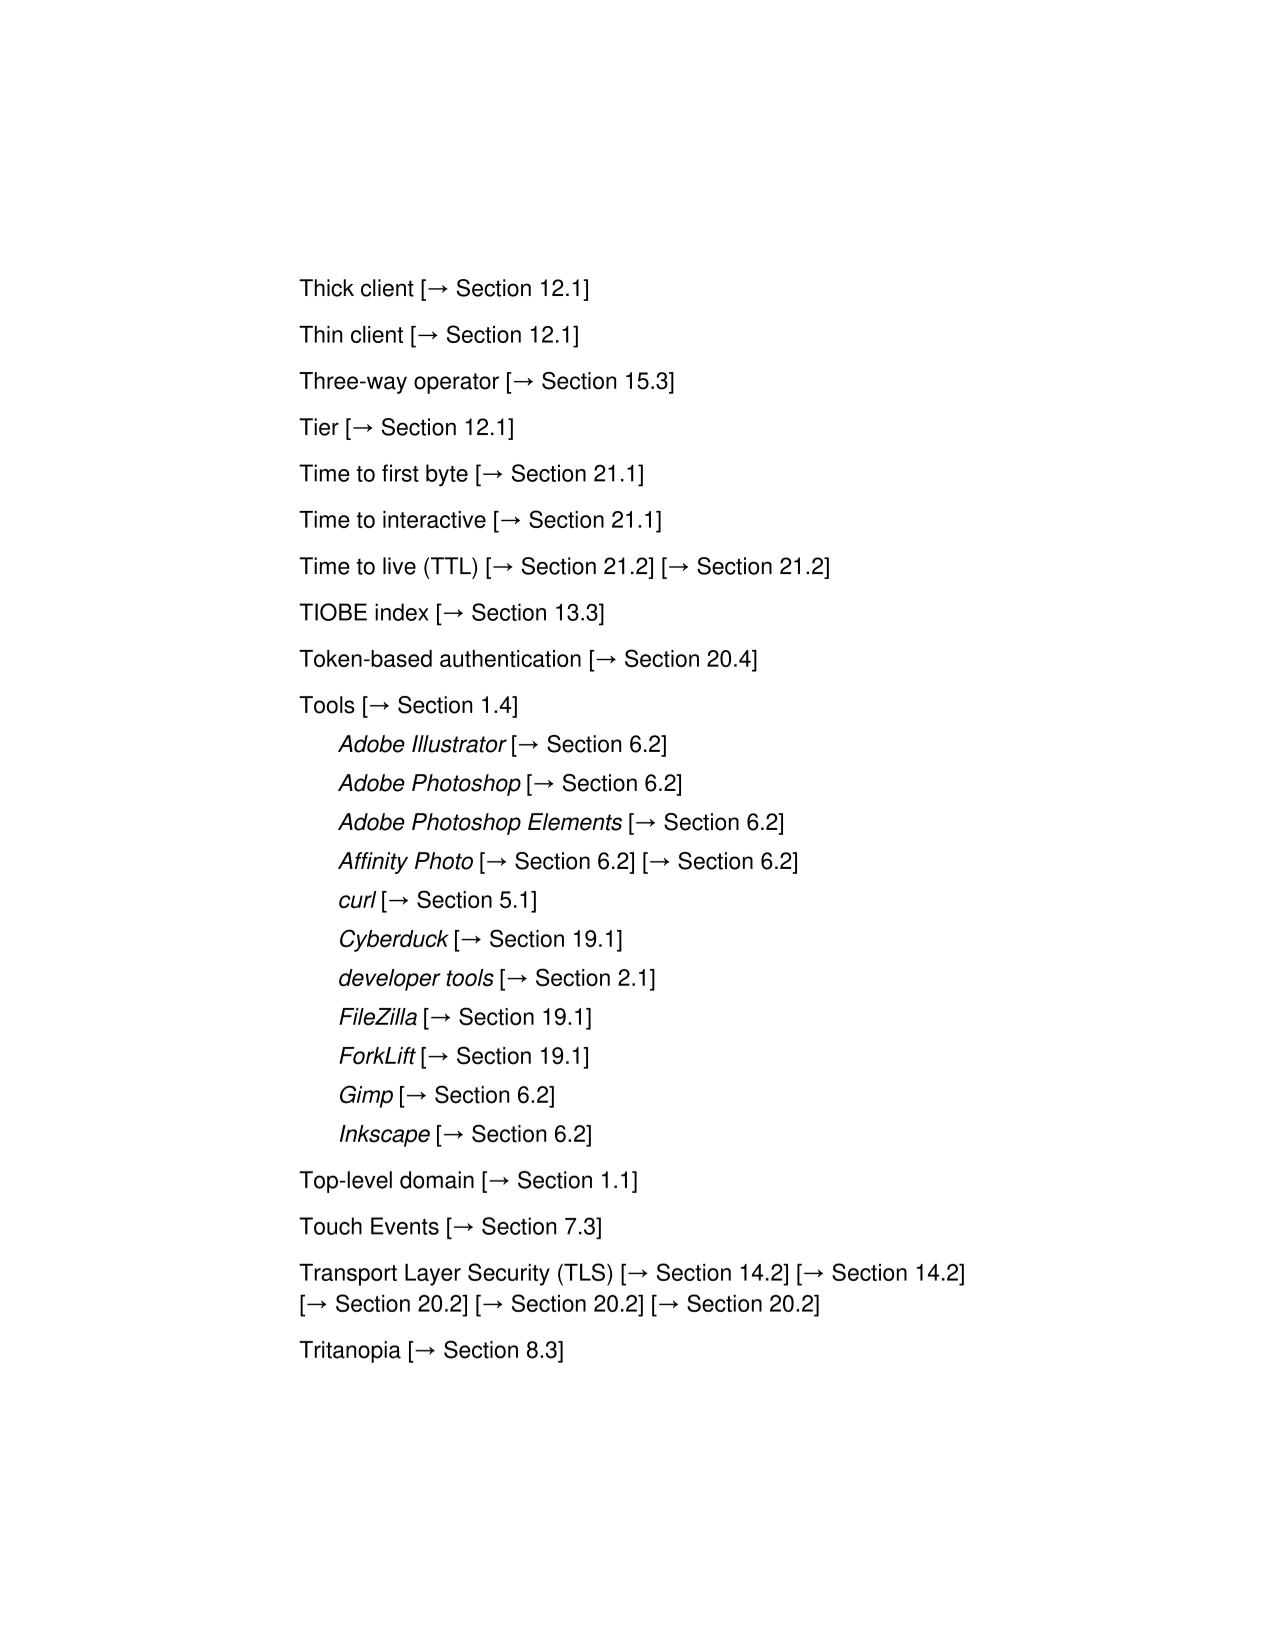 Thick client [→ Section 12.1]
Thin client [→ Section 12.1]
Three-way operator [→ Section 15.3]
Tier [→ Section 12.1]
Time to first byte [→ Section 21.1]
Time to interactive [→ Section 21.1]
Time to live (TTL) [→ Section 21.2] [→ Section 21.2]
TIOBE index [→ Section 13.3]
Token-based authentication [→ Section 20.4]
Tools [→ Section 1.4]
Adobe Illustrator [→ Section 6.2]
Adobe Photoshop [→ Section 6.2]
Adobe Photoshop Elements [→ Section 6.2]
Affinity Photo [→ Section 6.2] [→ Section 6.2]
curl [→ Section 5.1]
Cyberduck [→ Section 19.1]
developer tools [→ Section 2.1]
FileZilla [→ Section 19.1]
ForkLift [→ Section 19.1]
Gimp [→ Section 6.2]
Inkscape [→ Section 6.2]
Top-level domain [→ Section 1.1]
Touch Events [→ Section 7.3]
Transport Layer Security (TLS) [→ Section 14.2] [→ Section 14.2]
[→ Section 20.2] [→ Section 20.2] [→ Section 20.2]
Tritanopia [→ Section 8.3]